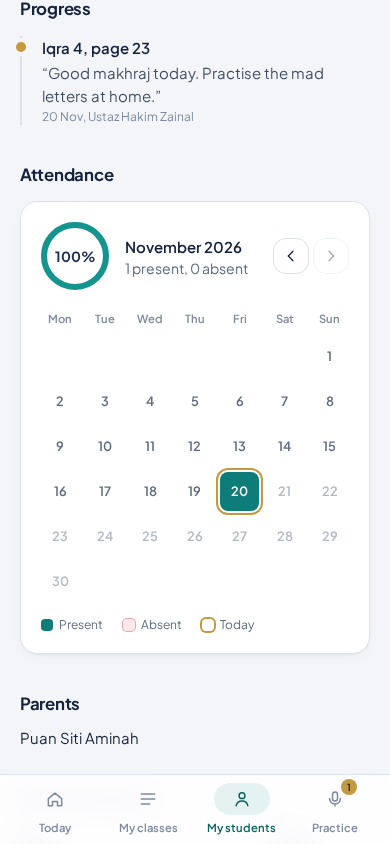 Progress
Iqra 4, page 23
“Good makhraj today. Practise the mad
letters at home.”
20 Nov, Ustaz Hakim Zainal
Attendance
100%
November 2026
1 present, 0 absent
Mon Tue Wed Thu Fri Sat Sun
1
2 3 4 5 6 7 8
9 10 11 12 13 14 15
16 17 18 19 20 21 22
23 24 25 26 27 28 29
30
Present Absent Today
Parents
Puan Siti Aminah
1
Today My classes My students Practice